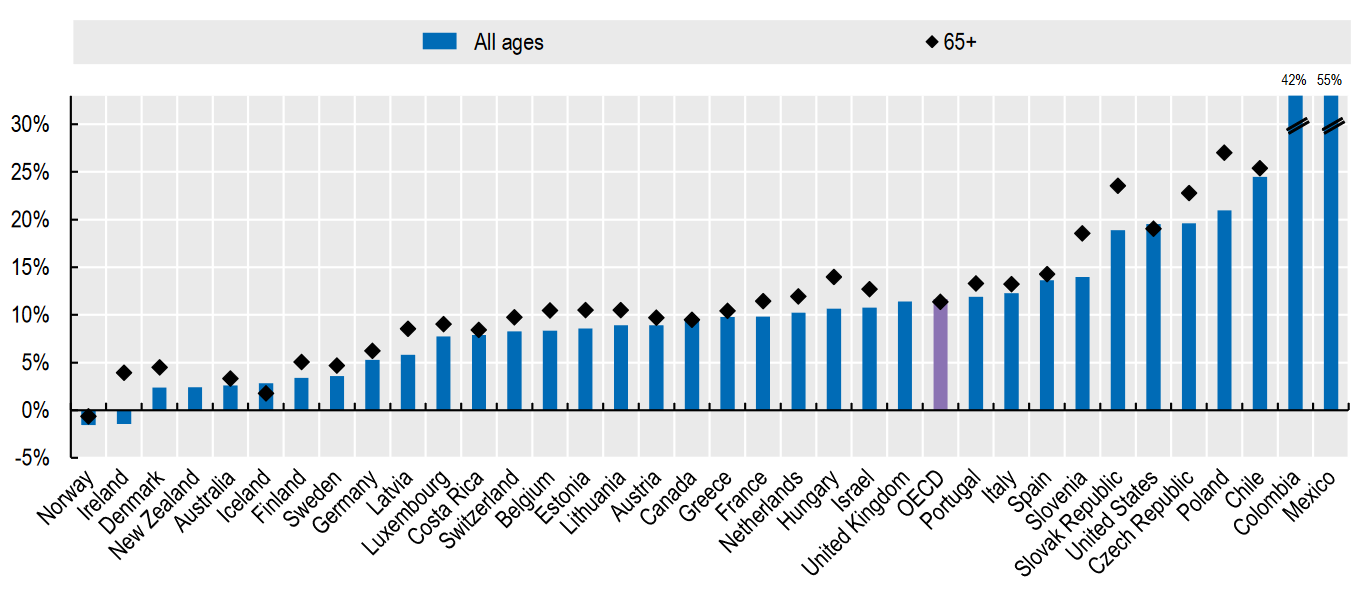 All ages 65+
42% 55%
30%
25%
20%
15%
10%
5%
0%
-5%
Norway
Ireland
Denmark
New Zealand
Australia
Iceland
Finland
Sweden
Germany
Latvia
Luxembourg
Costa Rica
Switzerland
Belgium
Estonia
Lithuania
Austria
Canada
Greece
France
Netherlands
Hungary
Israel
United Kingdom
OECD
Portugal
Italy
Spain
Slovenia
Slovak Republic
United States
Czech Republic
Poland
Chile
Colombia
Mexico